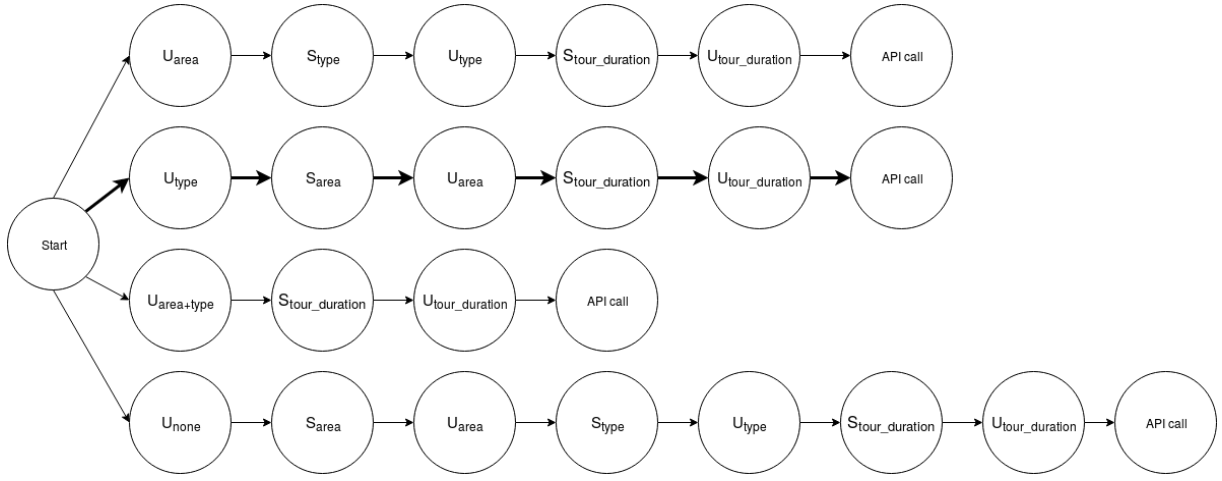 Uarea Stype Utype Stour_duration Utour_duration API call
Utype Sarea Uarea Stour_duration Utour_duration API call
Start
Uarea+type Stour_duration Utour_duration API call
Unone Sarea Uarea Stype Utype Stour_duration Utour_duration API call